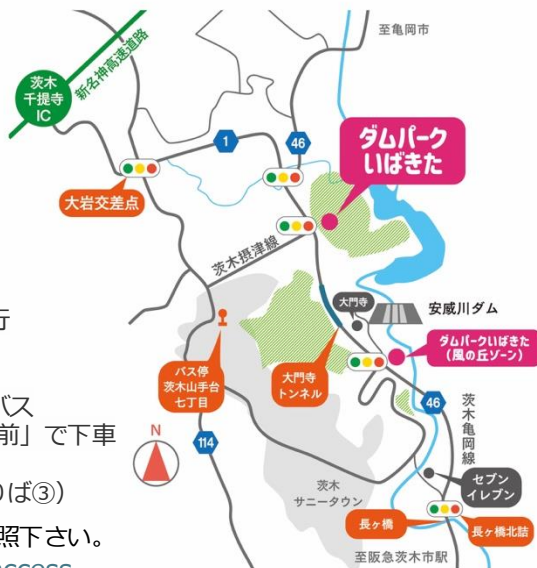 至亀岡市
新名神高速道路
茨木
千提寺
IC
1
46
ダムパーク
いばきた
大岩交差点
茨木摂津線
行
大門寺
安威川ダム
ダムパークいばきた
(風の丘ゾーン)
バス停
茨木山手台
七丁目
大門寺
トンネル
バス
前」で下車
46
茨木亀岡線
N
114
茨木
サニータウン
セブン
イレブン
りば③)
長ヶ橋
長ヶ橋北詰
照下さい。
至阪急茨木市駅
access